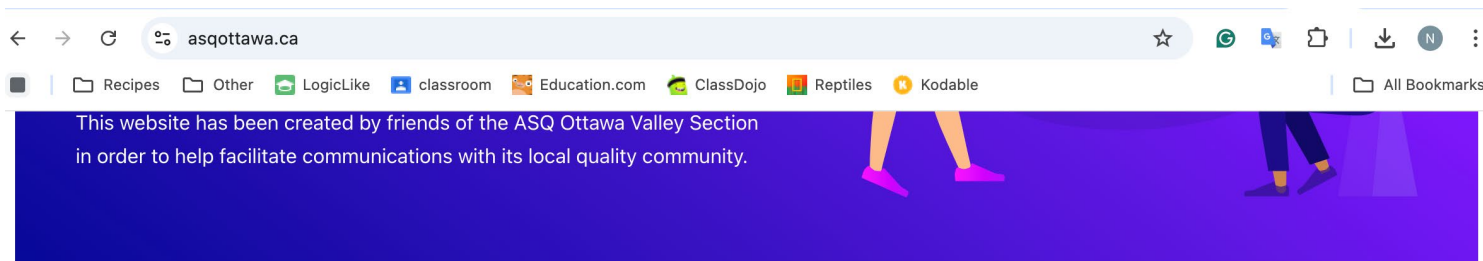 asqottawa.ca
N
Recipes Other LogicLike classroom Education.com ClassDojo Reptiles Kodable All Bookmarks
This website has been created by friends of the ASQ Ottawa Valley Section
in order to help facilitate communications with its local quality community.